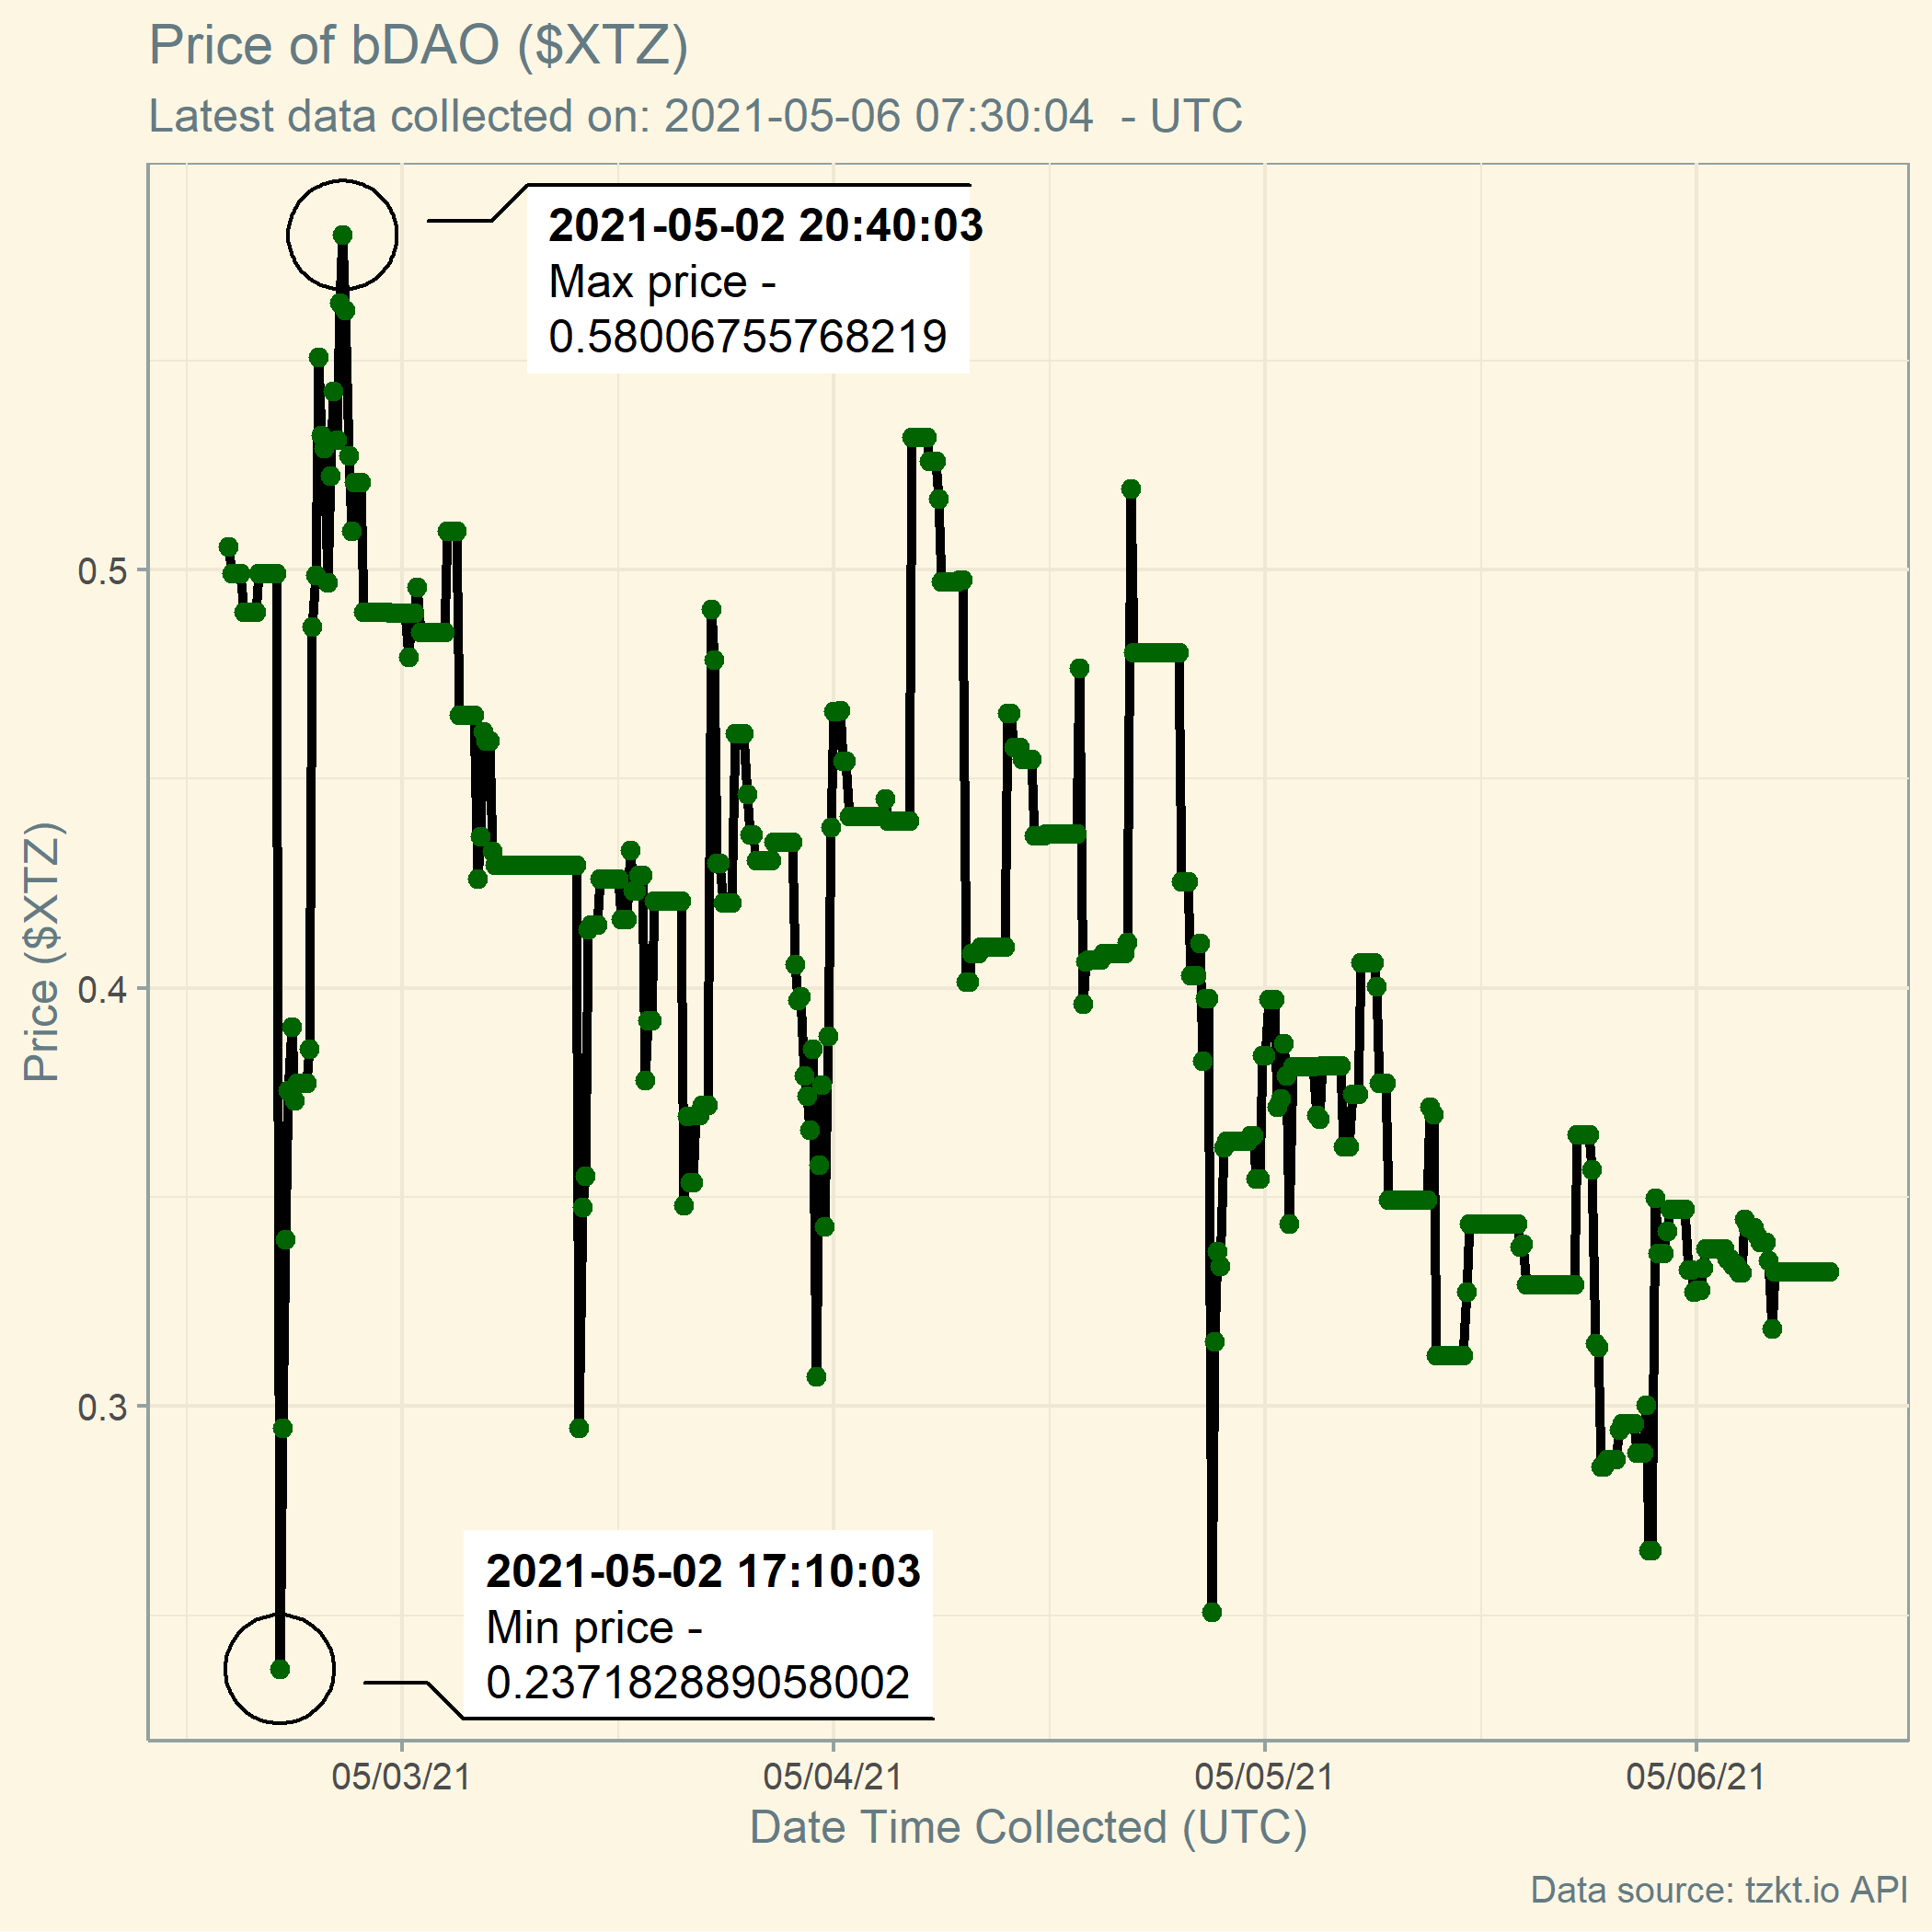 Price of bDAO ($XTZ)
Latest data collected on: 2021-05-06 07:30:04  - UTC
2021-05-02 20:40:03
Max price -
0.58006755768219
0.5
0.4
0.3
Price ($XTZ)
2021-05-02 17:10:03
Min price -
0.237182889058002
05/03/21
05/04/21
05/05/21
05/06/21
Date Time Collected (UTC)
Data source: tzkt.io API